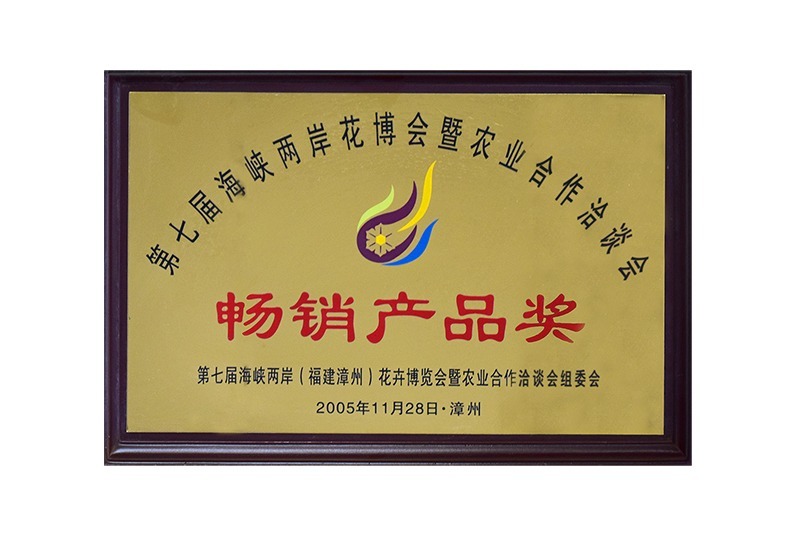 第七届海峡两岸花博会暨农业合作洽谈会
畅销产品奖
第七届海峡两岸（福建漳州）花卉博览会暨农业合作洽谈会组委会
2005年11月28日·漳州